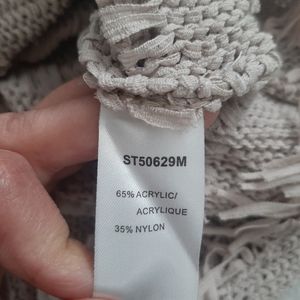 ST50629M
65% ACRYLIC/
ACRYLIQUE
35% NYLON